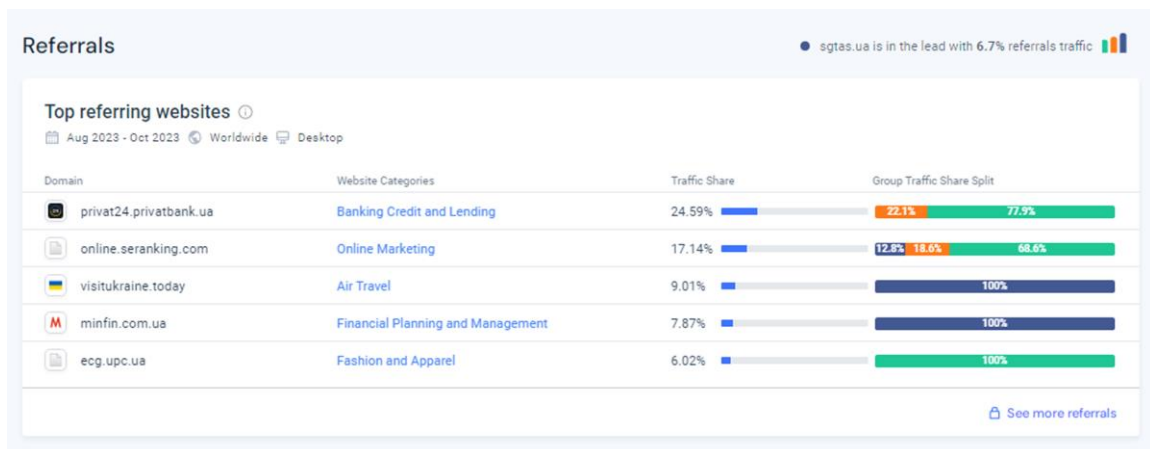 Referrals
sgtas.ua is in the lead with 6.7% referrals traffic
Top referring websites
Aug 2023 - Oct 2023 Worldwide Desktop
Domain Website Categories Traffic Share Group Traffic Share Split
privat24.privatbank.ua Banking Credit and Lending 24.59% 22.1% 77.9%
online.seranking.com Online Marketing 17.14% 12.8% 18.6% 68.6%
visitukraine.today Air Travel 9.01% 100%
M minfin.com.ua Financial Planning and Management 7.87% 100%
ecg.upc.ua Fashion and Apparel 6.02% 100%
See more referrals